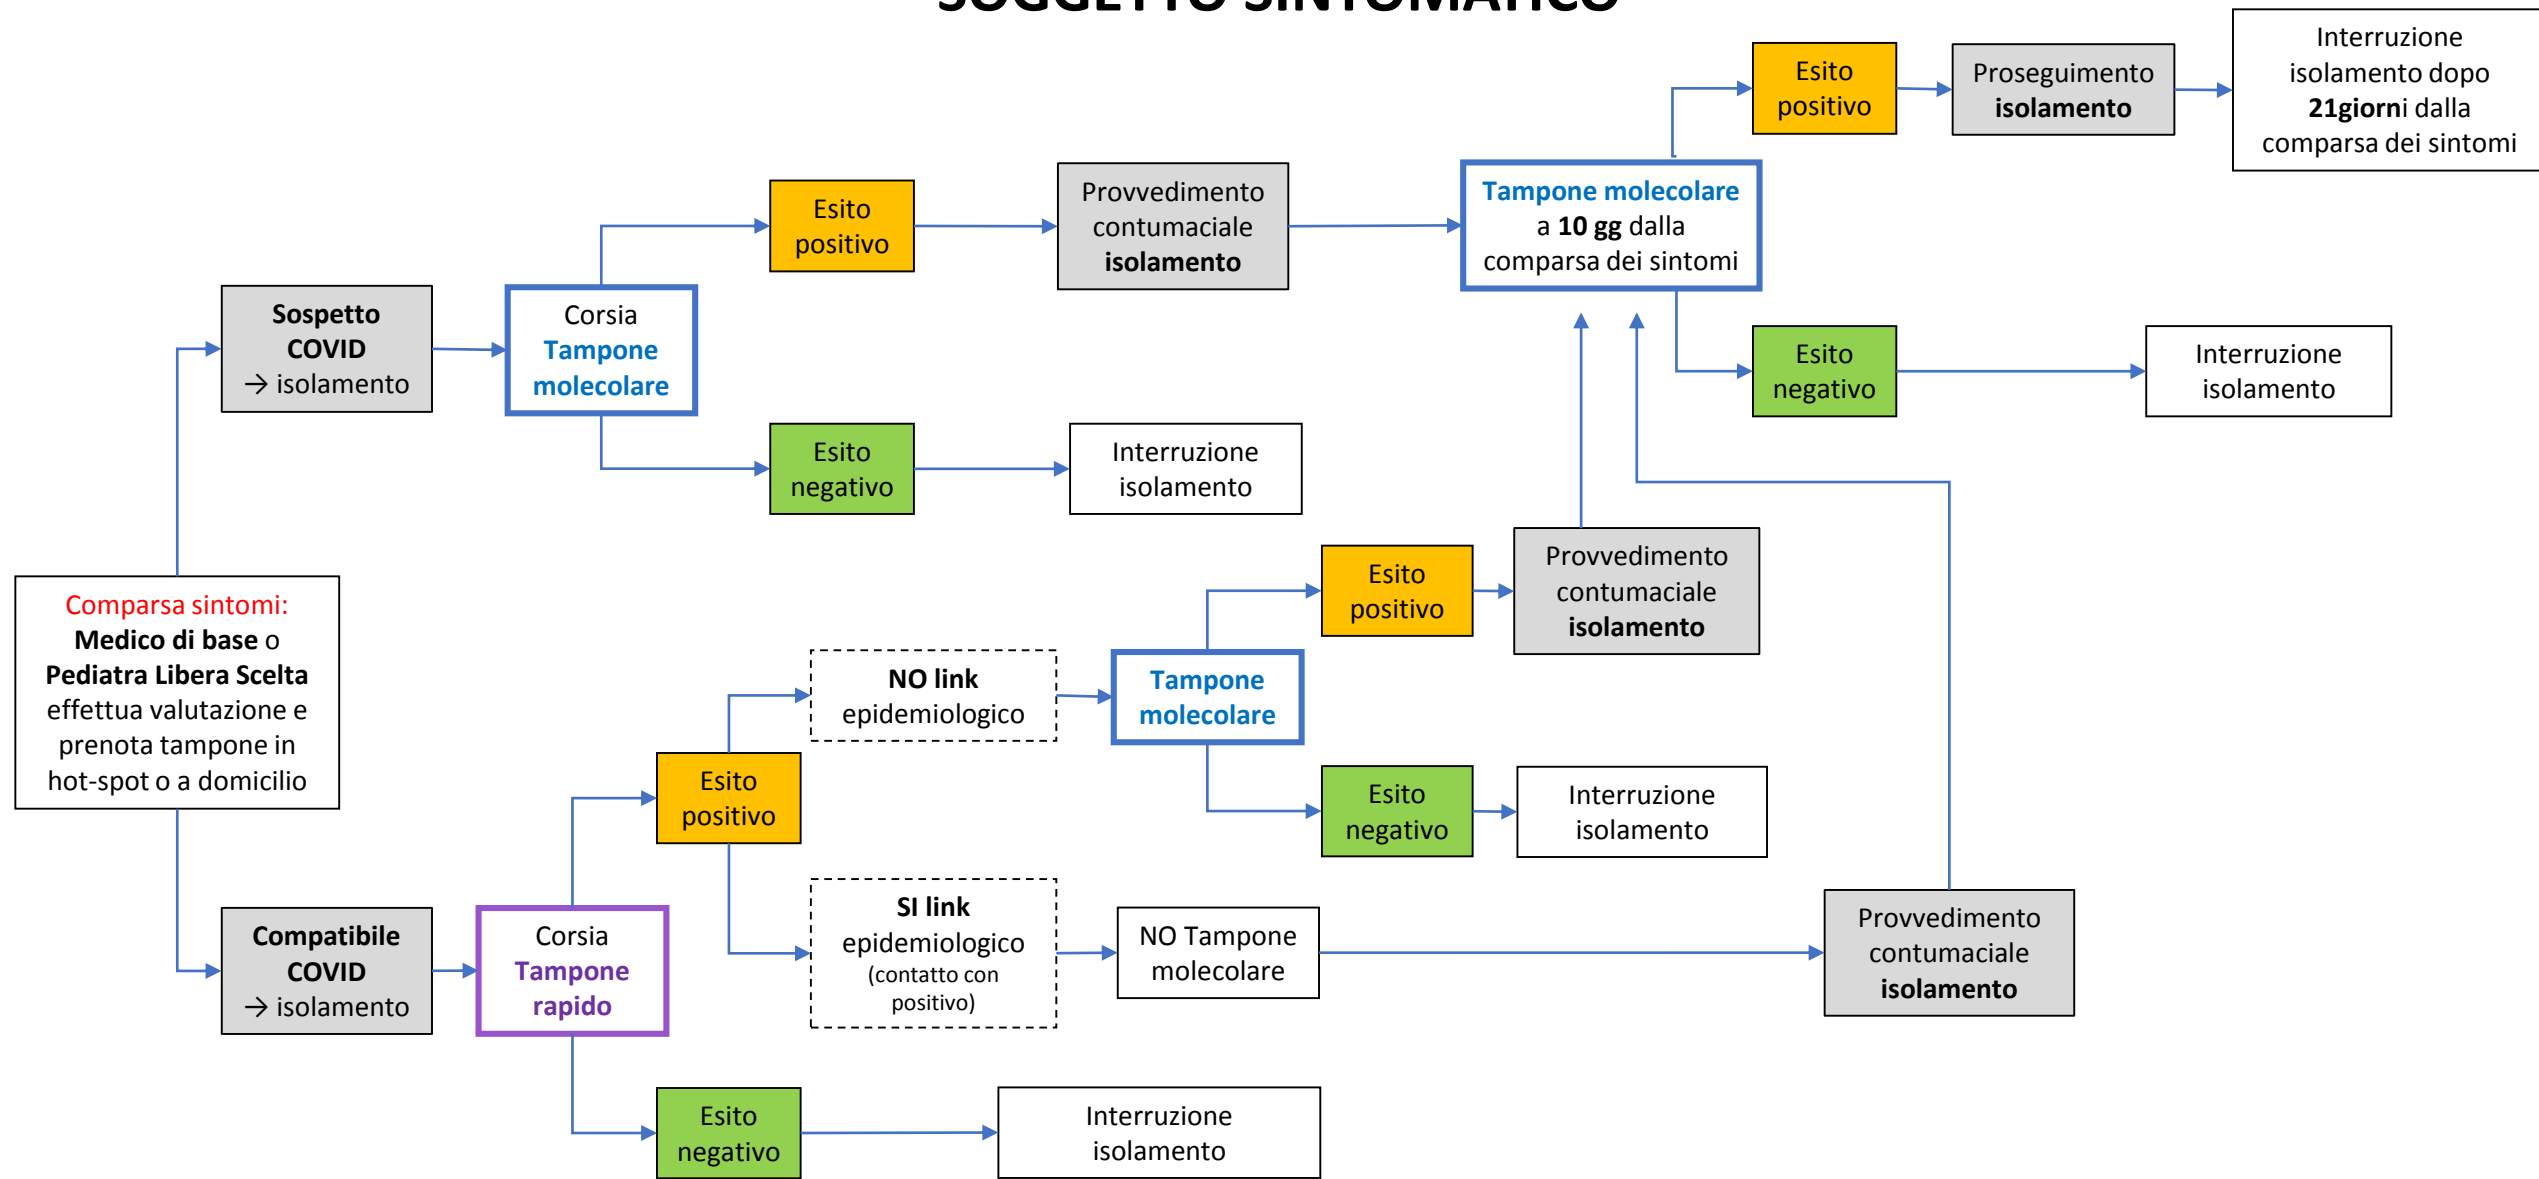 SOGGETTO SINTOMATICO
Interruzione
isolamento dopo
21giorni dalla
comparsa dei sintomi
Esito
positivo
Proseguimento
isolamento
Esito
positivo
Provvedimento
contumaciale
isolamento
Tampone molecolare
a 10 gg dalla
comparsa dei sintomi
Sospetto
COVID
→ isolamento
Corsia
Tampone
molecolare
Esito
negativo
Interruzione
isolamento
Esito
negativo
Interruzione
isolamento
Comparsa sintomi:
Medico di base o
Pediatra Libera Scelta
effettua valutazione e
prenota tampone in
hot-spot o a domicilio
Esito
positivo
Provvedimento
contumaciale
isolamento
NO link
epidemiologico
Tampone
molecolare
Esito
positivo
Esito
negativo
Interruzione
isolamento
Compatibile
COVID
→ isolamento
Corsia
Tampone
rapido
SI link
epidemiologico
(contatto con
positivo)
NO Tampone
molecolare
Provvedimento
contumaciale
isolamento
Esito
negativo
Interruzione
isolamento